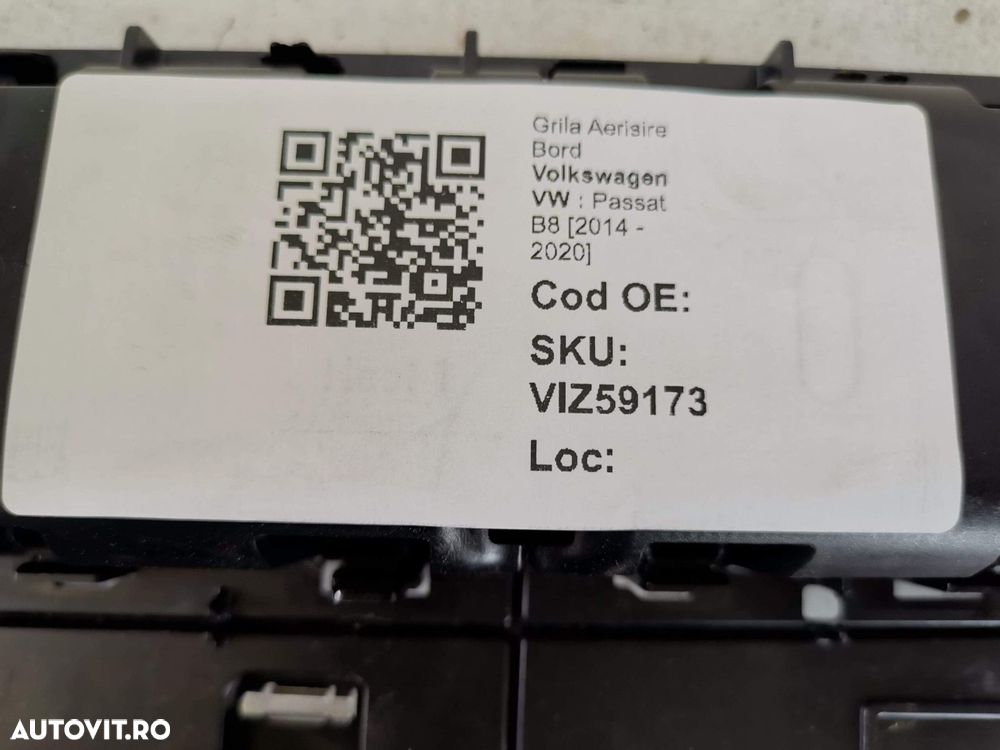 Grila Aerisire
Bord
Volkswagen
VW : Passat
B8 [2014 -
2020]
Cod OE:
SKU:
VIZ59173
Loc:
AUTOVIT.RO